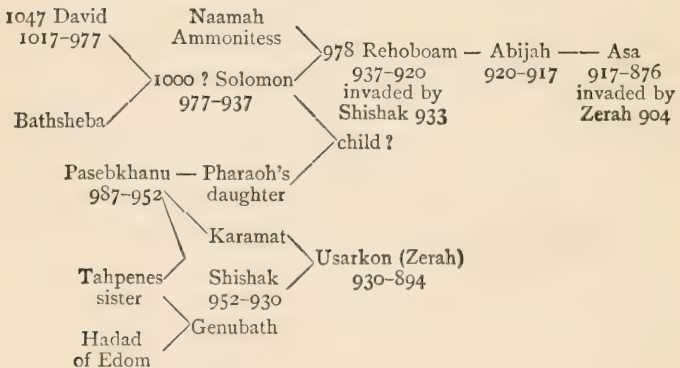 1047 David
1017–977
Naamah
Ammonitess
978 Rehoboam — Abijah — Asa
937–920 920–917 917–876
invaded by invaded by
Shishak 933 Zerah 904
1000 ? Solomon
977–937
Bathsheba
child ?
Pasebkhanu — Pharaoh's
987–952 daughter
Karamat
Usarkon (Zerah)
930–894
Tahpenes Shishak
sister 952–930
Genubath
Hadad
of Edom